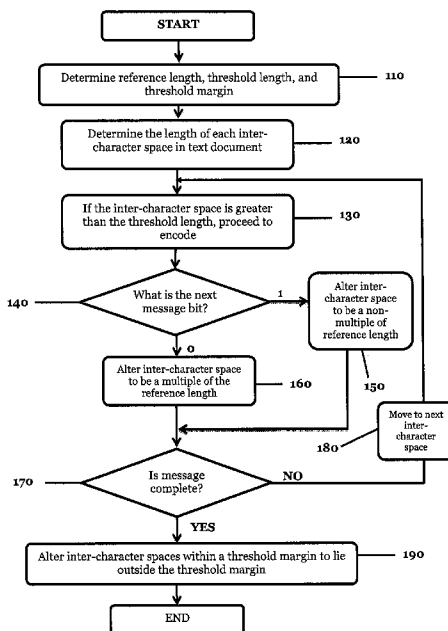 START
Determine reference length, threshold length, and
threshold margin
110
Determine the length of each inter-
character space in text document
120
If the inter-character space is greater
than the threshold length, proceed to
encode
130
What is the next
message bit?
140
1
Alter inter-
character space
to be a non-
multiple of
reference length
150
0
Alter inter-character space
to be a multiple of the
reference length
160
Move to next
inter-
character
space
180
Is message
complete?
170
NO
YES
Alter inter-character spaces within a threshold margin to lie
outside the threshold margin
190
END